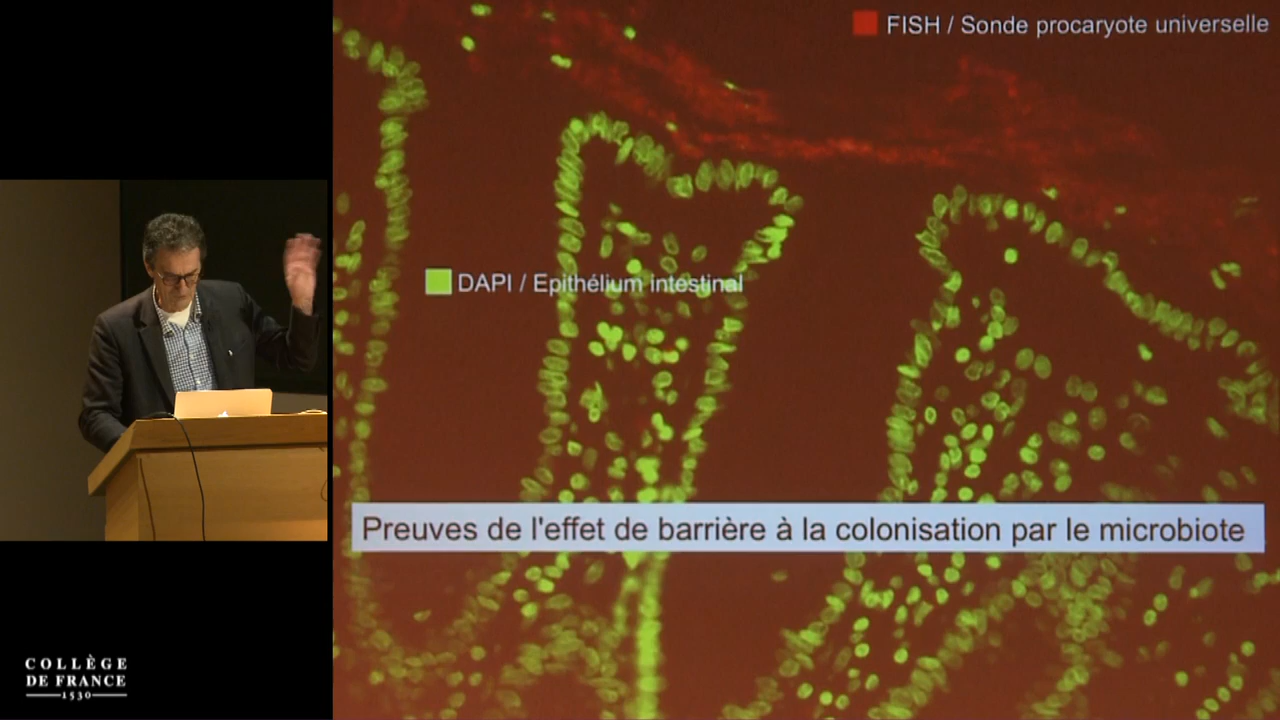 FISH / Sonde procaryote universelle
DAPI / Epithélium intestinal
Preuves de l'effet de barrière à la colonisation par le microbiote
COLLÈGE
DE FRANCE
1530